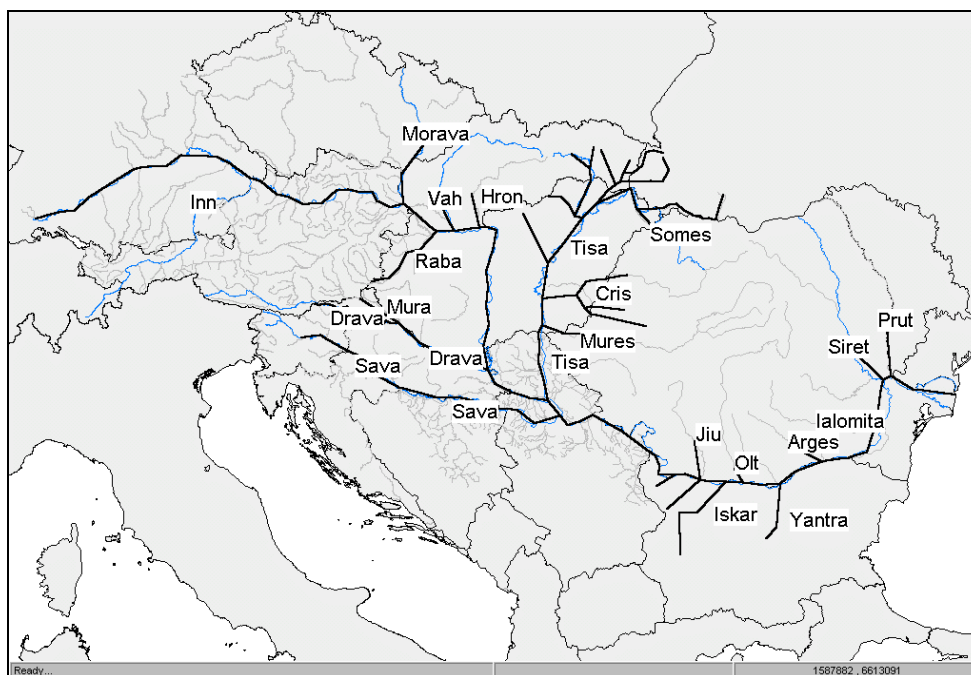 Morava
Inn
Vah
Hron
Somes
Raba
Tisa
Mura
Cris
Drava
Mures
Prut
Sava
Drava
Tisa
Siret
Sava
Ialomita
Jiu
Arges
Olt
Iskar
Yantra
Ready...
1587882 , 6613091